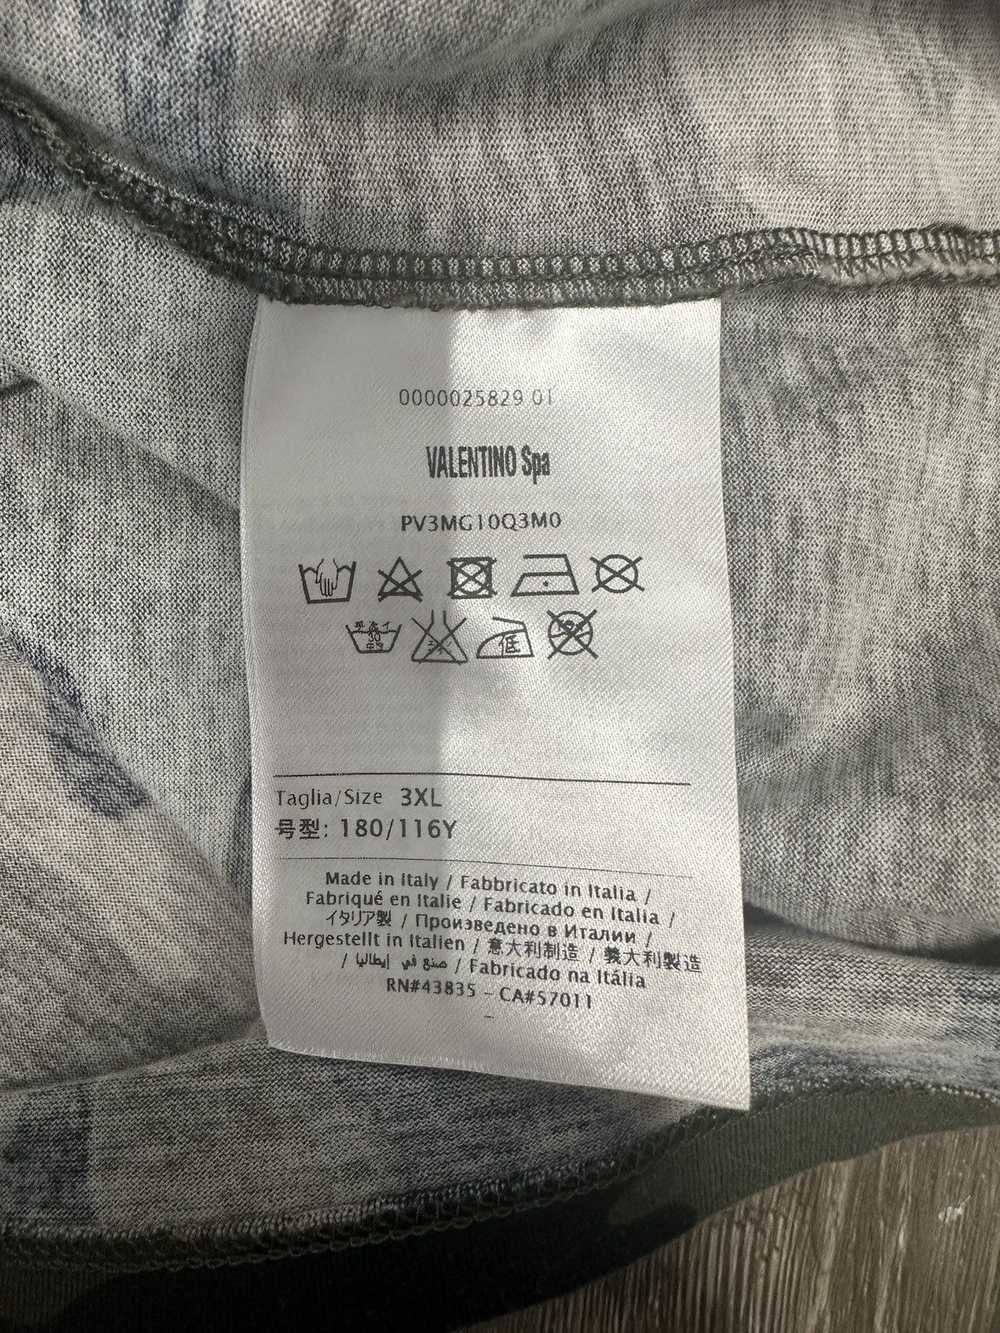 0000025829 01
VALENTINO Spa
PV3MG10Q3M0
低
Taglia/Size 3XL
号型: 180/116Y
Made in Italy / Fabbricato in Italia /
Fabriqué en Italie / Fabricado en Italia /
イタリア製 / Произведено в Италии /
Hergestellt in Italien / 意大利制造 / 義大利製造
/ صنع في إيطاليا / Fabricado na Itália
RN#43835 - CA#57011